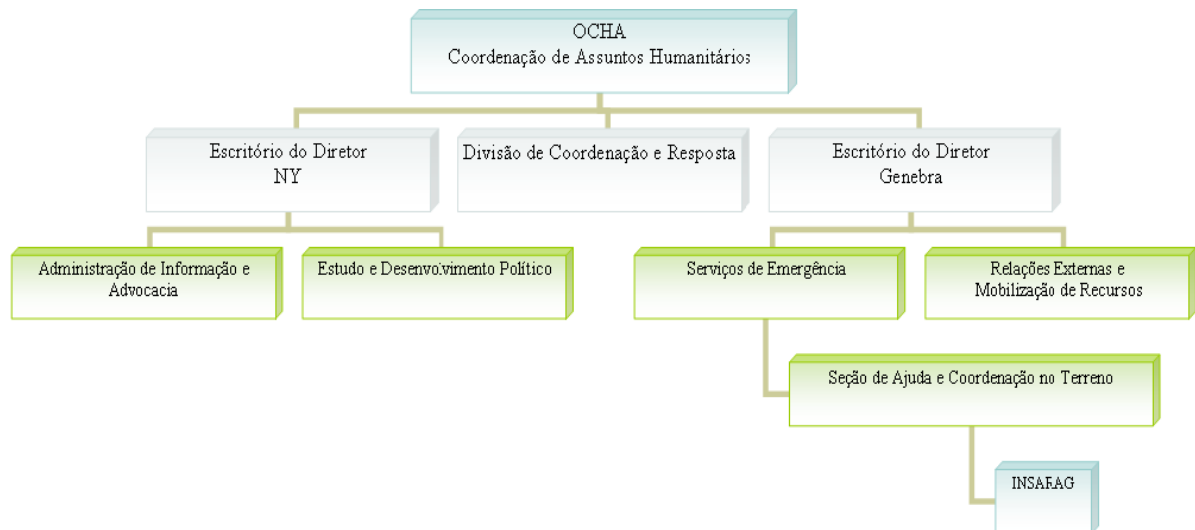 OCHA
Coordenação de Assuntos Humanitários
Escritório do Diretor
NY
Divisão de Coordenação e Resposta
Escritório do Diretor
Genebra
Administração de Informação e
Advocacia
Estudo e Desenvolvimento Político
Serviços de Emergência
Relações Externas e
Mobilização de Recursos
Seção de Ajuda e Coordenação no Terreno
INSARAG